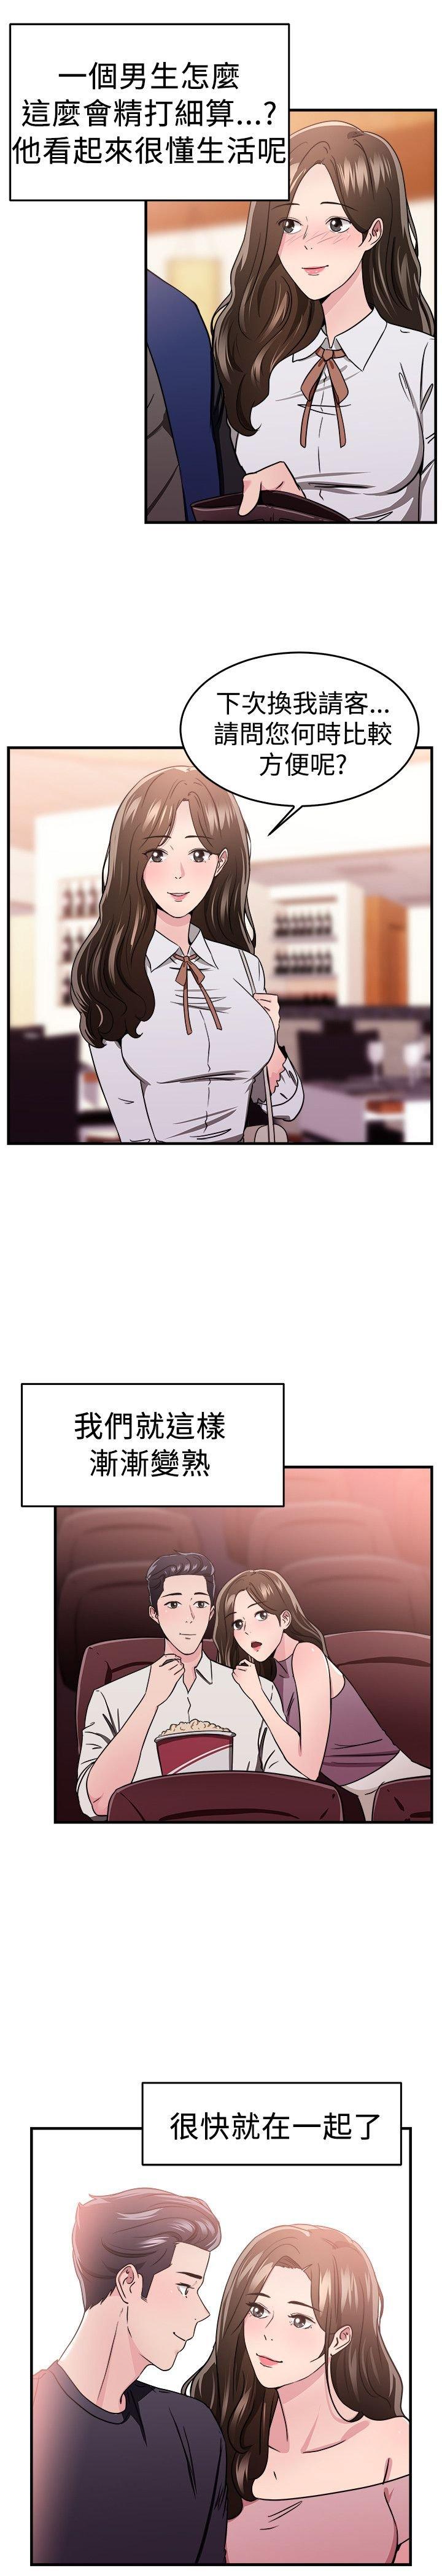 一個男生怎麼
這麼會精打細算...?
他看起來很懂生活呢
下次換我請客...
請問您何時比較
方便呢?
我們就這樣
漸漸變熟
很快就在一起了